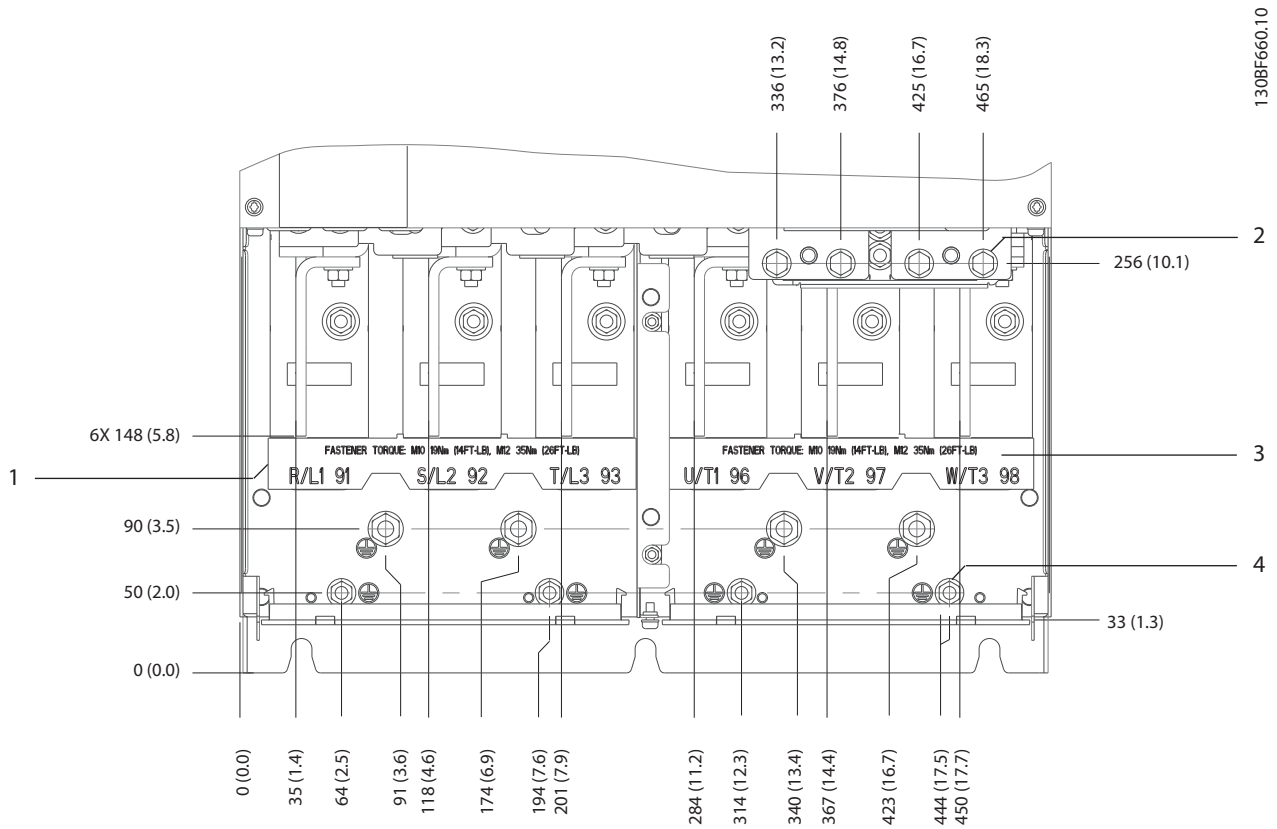 130BF660.10
336 (13.2)
376 (14.8)
425 (16.7)
465 (18.3)
2
256 (10.1)
6X 148 (5.8)
FASTENER TORQUE: M10 19Nm (14FT-LB), M12 35Nm (26FT-LB)
FASTENER TORQUE: M10 19Nm (14FT-LB), M12 35Nm (26FT-LB)
3
1
R/L1 91
S/L2 92
T/L3 93
U/T1 96
V/T2 97
W/T3 98
90 (3.5)
4
50 (2.0)
33 (1.3)
0 (0.0)
0 (0.0)
35 (1.4)
64 (2.5)
91 (3.6)
118 (4.6)
174 (6.9)
194 (7.6)
201 (7.9)
284 (11.2)
314 (12.3)
340 (13.4)
367 (14.4)
423 (16.7)
444 (17.5)
450 (17.7)